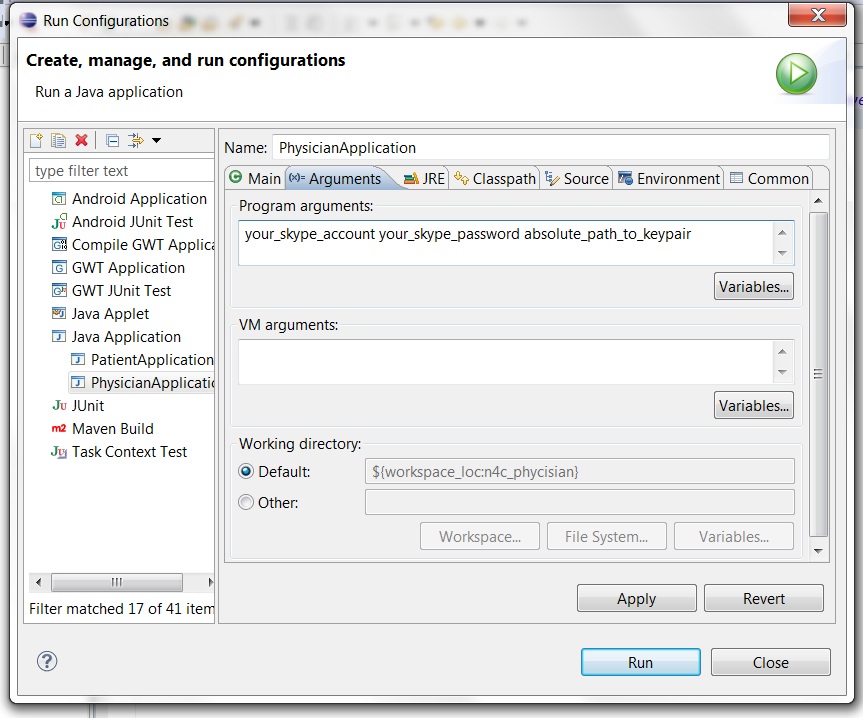 Run Configurations
Create, manage, and run configurations
Run a Java application
type filter text
Android Application
Android JUnit Test
Compile GWT Applica
GWT Application
GWT JUnit Test
Java Applet
Java Application
PatientApplication
PhysicianApplicatio
JUnit
Maven Build
Task Context Test
Filter matched 17 of 41 item
Name: PhysicianApplication
Main (x)= Arguments JRE Classpath Source Environment Common
Program arguments:
your_skype_account your_skype_password absolute_path_to_keypair
Variables...
VM arguments:
Variables...
Working directory:
Default: ${workspace_loc:n4c_phycisian}
Other:
Workspace... File System... Variables...
Apply Revert
Run Close